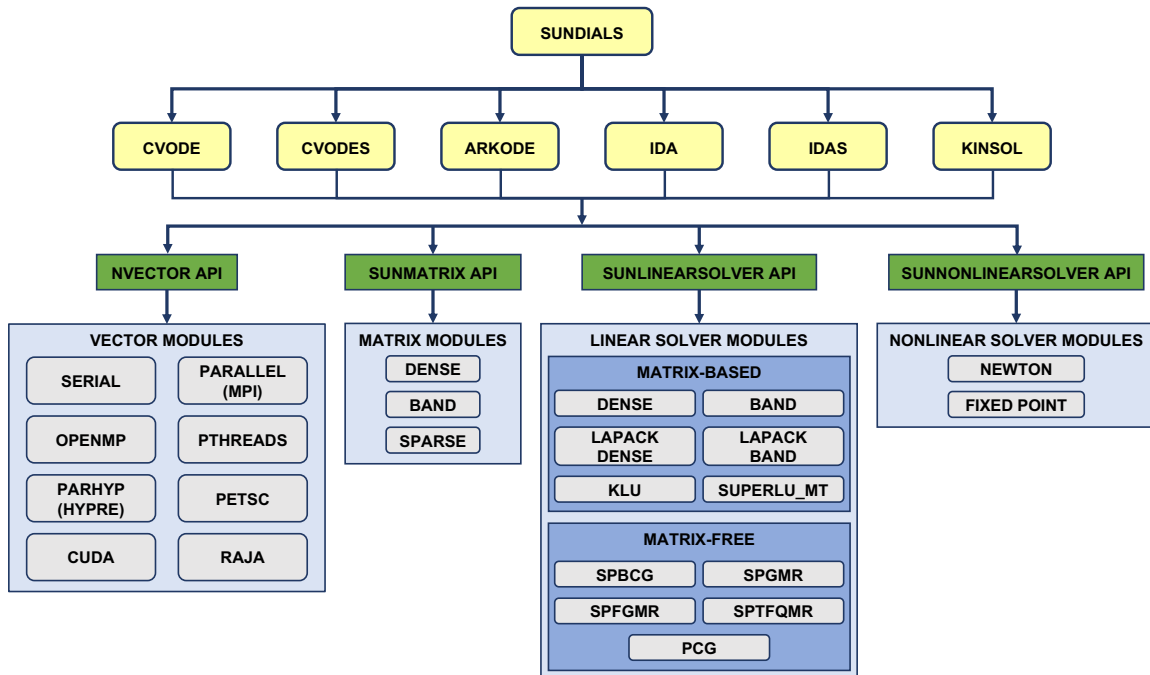 SUNDIALS
CVODE
CVODES
ARKODE
IDA
IDAS
KINSOL
NVECTOR API
SUNMATRIX API
SUNLINEARSOLVER API
SUNNONLINEARSOLVER API
VECTOR MODULES
SERIAL
PARALLEL
(MPI)
OPENMP
PTHREADS
PARHYP
(HYPRE)
PETSC
CUDA
RAJA
MATRIX MODULES
DENSE
BAND
SPARSE
LINEAR SOLVER MODULES
MATRIX-BASED
DENSE
BAND
LAPACK
DENSE
LAPACK
BAND
KLU
SUPERLU_MT
MATRIX-FREE
SPBCG
SPGMR
SPFGMR
SPTFQMR
PCG
NONLINEAR SOLVER MODULES
NEWTON
FIXED POINT